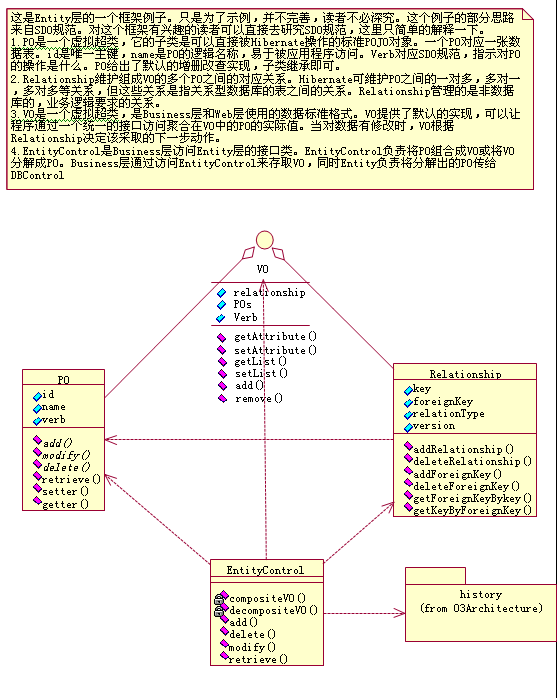 这是Entity层的一个框架例子。只是为了示例，并不完善，读者不必深究。这个例子的部分思路
来自SDO规范。对这个框架有兴趣的读者可以直接去研究SDO规范，这里只简单的解释一下。
1.PO是一个虚拟超类，它的子类是可以直接被Hibernate操作的标准POJO对象。一个PO对应一张数
据表。id是唯一主键，name是PO的逻辑名称，易于被应用程序访问。Verb对应SDO规范，指示对PO
的操作是什么。PO给出了默认的增删改查实现，子类继承即可。
2.Relationship维护组成VO的多个PO之间的对应关系。Hibernate可维护PO之间的一对多，多对一
，多对多等关系，但这些关系是指关系型数据库的表之间的关系。Relationship管理的是非数据
库的，业务逻辑要求的关系。
3.VO是一个虚拟超类，是Business层和Web层使用的数据标准格式。VO提供了默认的实现，可以让
程序通过一个统一的接口访问聚合在VO中的PO的实际值。当对数据有修改时，VO根据
Relationship决定该采取的下一步动作。
4.EntityControl是Business层访问Entity层的接口类。EntityControl负责将PO组合成VO或将VO
分解成PO。Business层通过访问EntityControl来存取VO，同时Entity负责将分解出的PO传给
DBControl
VO
relationship
POs
Verb
getAttribute()
setAttribute()
getList()
setList()
add()
remove()
PO
id
name
verb
add()
modify()
delete()
retrieve()
setter()
getter()
Relationship
key
foreignKey
relationType
version
addRelationship()
deleteRelationship()
addForeignKey()
deleteForeignKey()
getForeignKeyBykey()
getKeyByForeignKey()
EntityControl
compositeVO()
decompositeVO()
add()
delete()
modify()
retrieve()
history
(from O3Architecture)